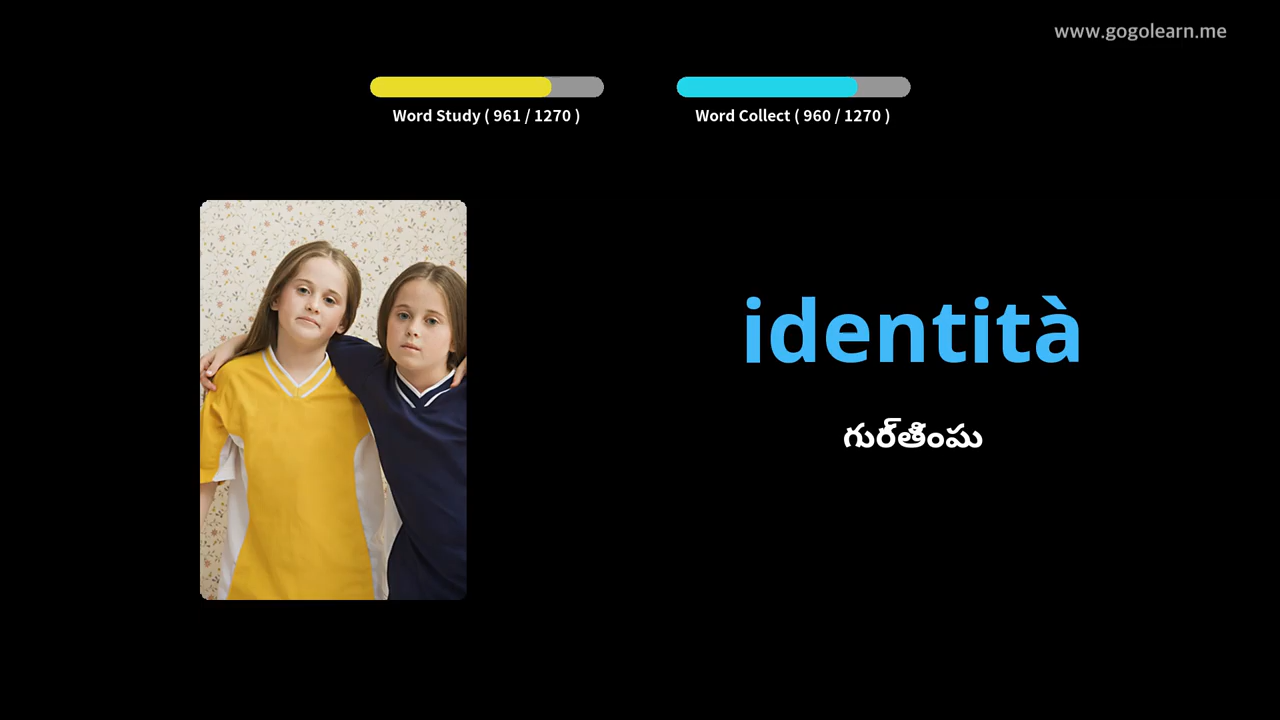 www.gogolearn.me
Word Study ( 961 / 1270 )
Word Collect ( 960 / 1270 )
identità
గుర్తింపు